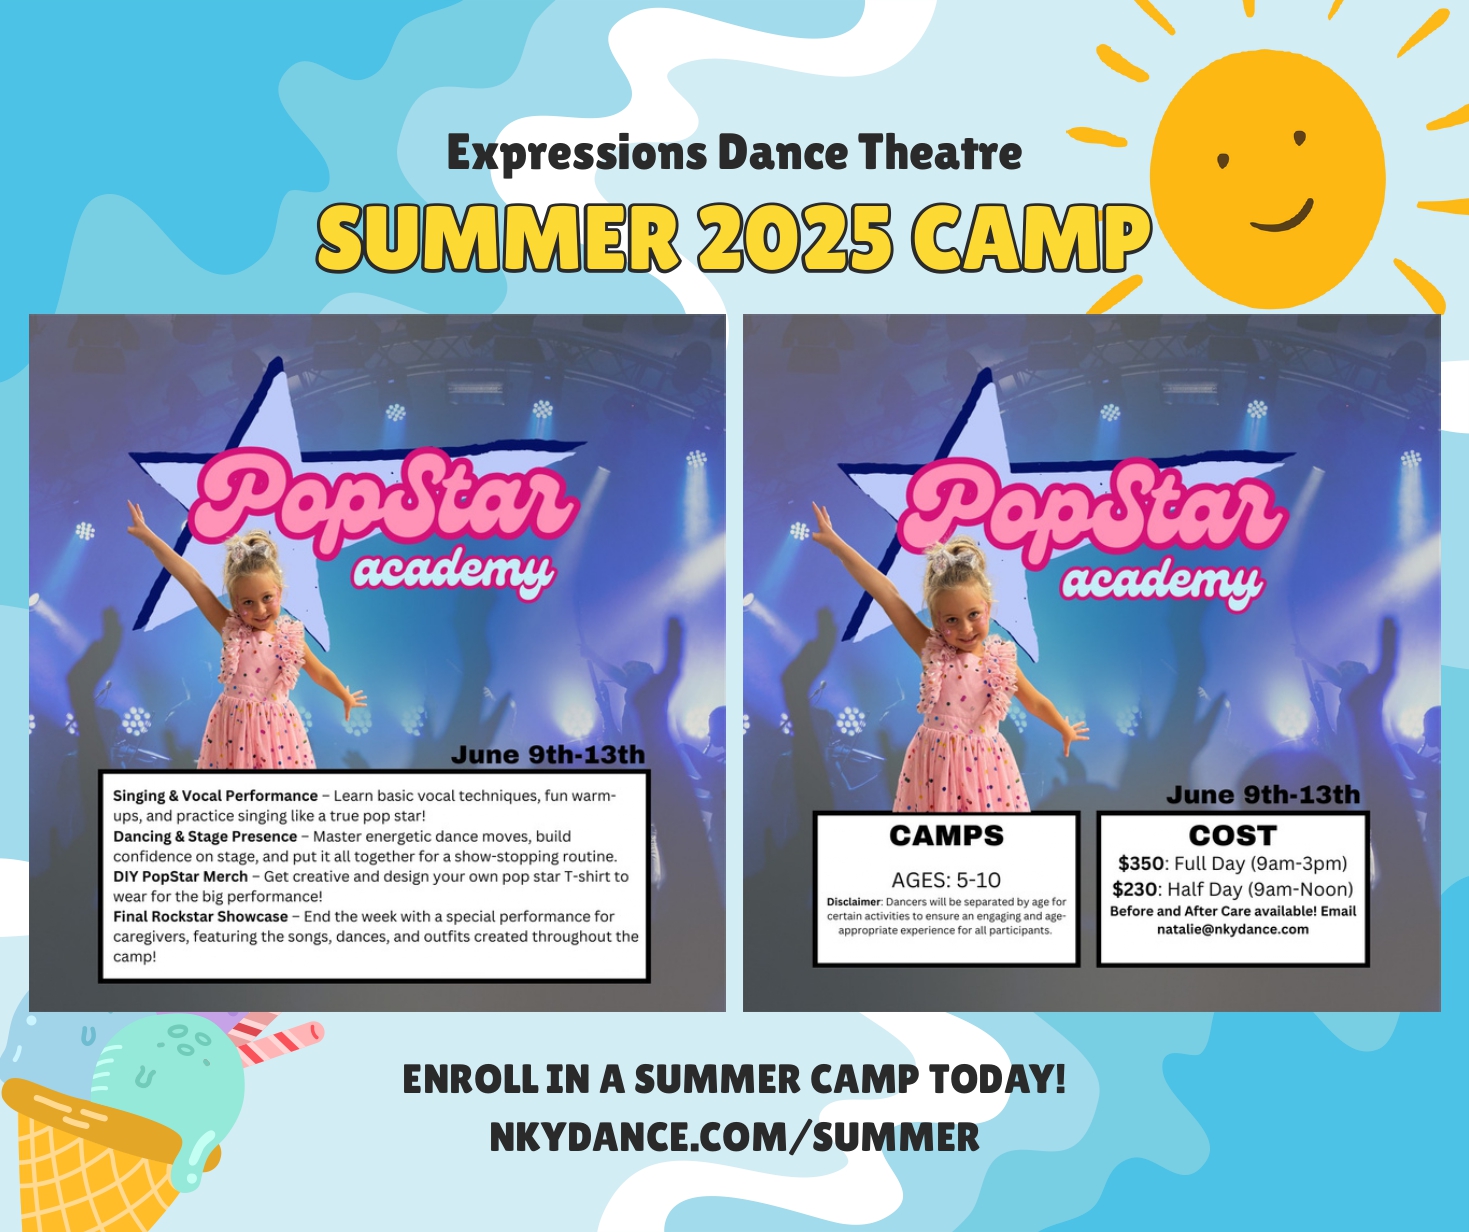 Expressions Dance Theatre
SUMMER 2025 CAMP
PopStar
academy
June 9th-13th
Singing & Vocal Performance – Learn basic vocal techniques, fun warm-
ups, and practice singing like a true pop star!
Dancing & Stage Presence – Master energetic dance moves, build
confidence on stage, and put it all together for a show-stopping routine.
DIY PopStar Merch – Get creative and design your own pop star T-shirt to
wear for the big performance!
Final Rockstar Showcase – End the week with a special performance for
caregivers, featuring the songs, dances, and outfits created throughout the
camp!
PopStar
academy
June 9th-13th
CAMPS
AGES: 5-10
Disclaimer: Dancers will be separated by age for
certain activities to ensure an engaging and age-
appropriate experience for all participants.
COST
$350: Full Day (9am-3pm)
$230: Half Day (9am-Noon)
Before and After Care available! Email
natalie@nkydance.com
ENROLL IN A SUMMER CAMP TODAY!
NKYDANCE.COM/SUMMER